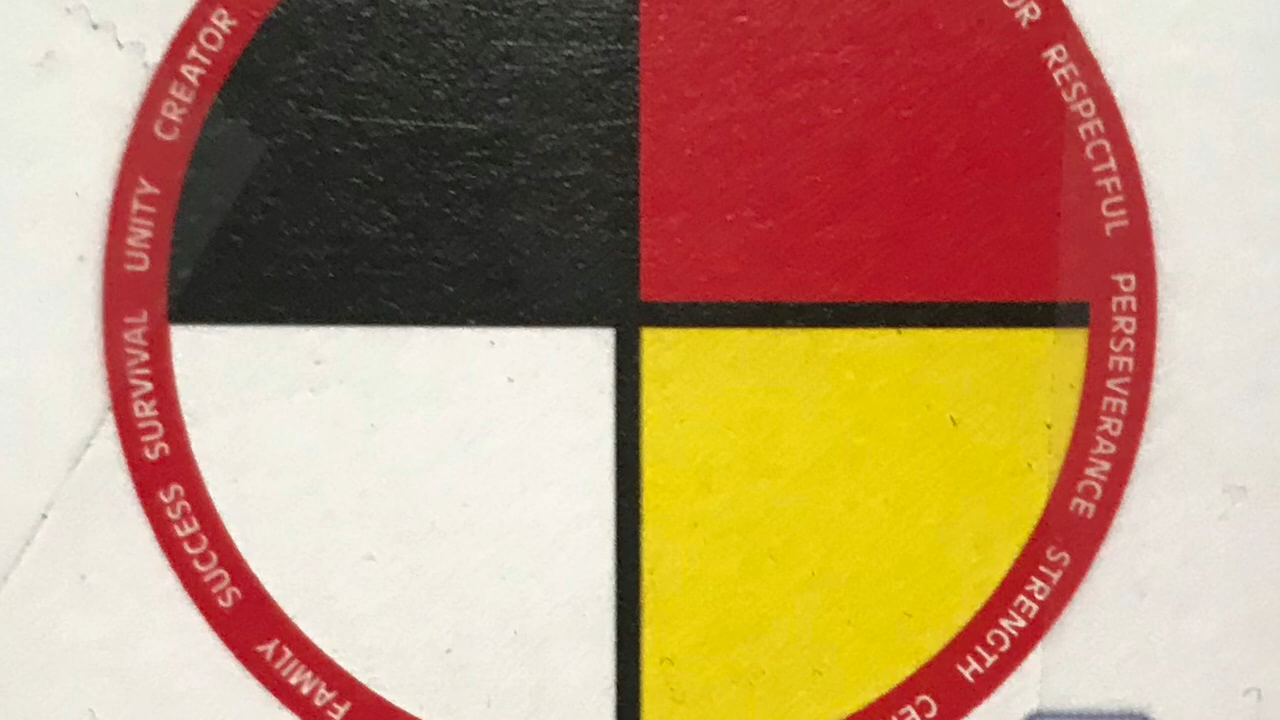 CREATOR
UNITY
SURVIVAL
SUCCESS
FAMILY
RESPECTFUL
PERSEVERANCE
STRENGTH